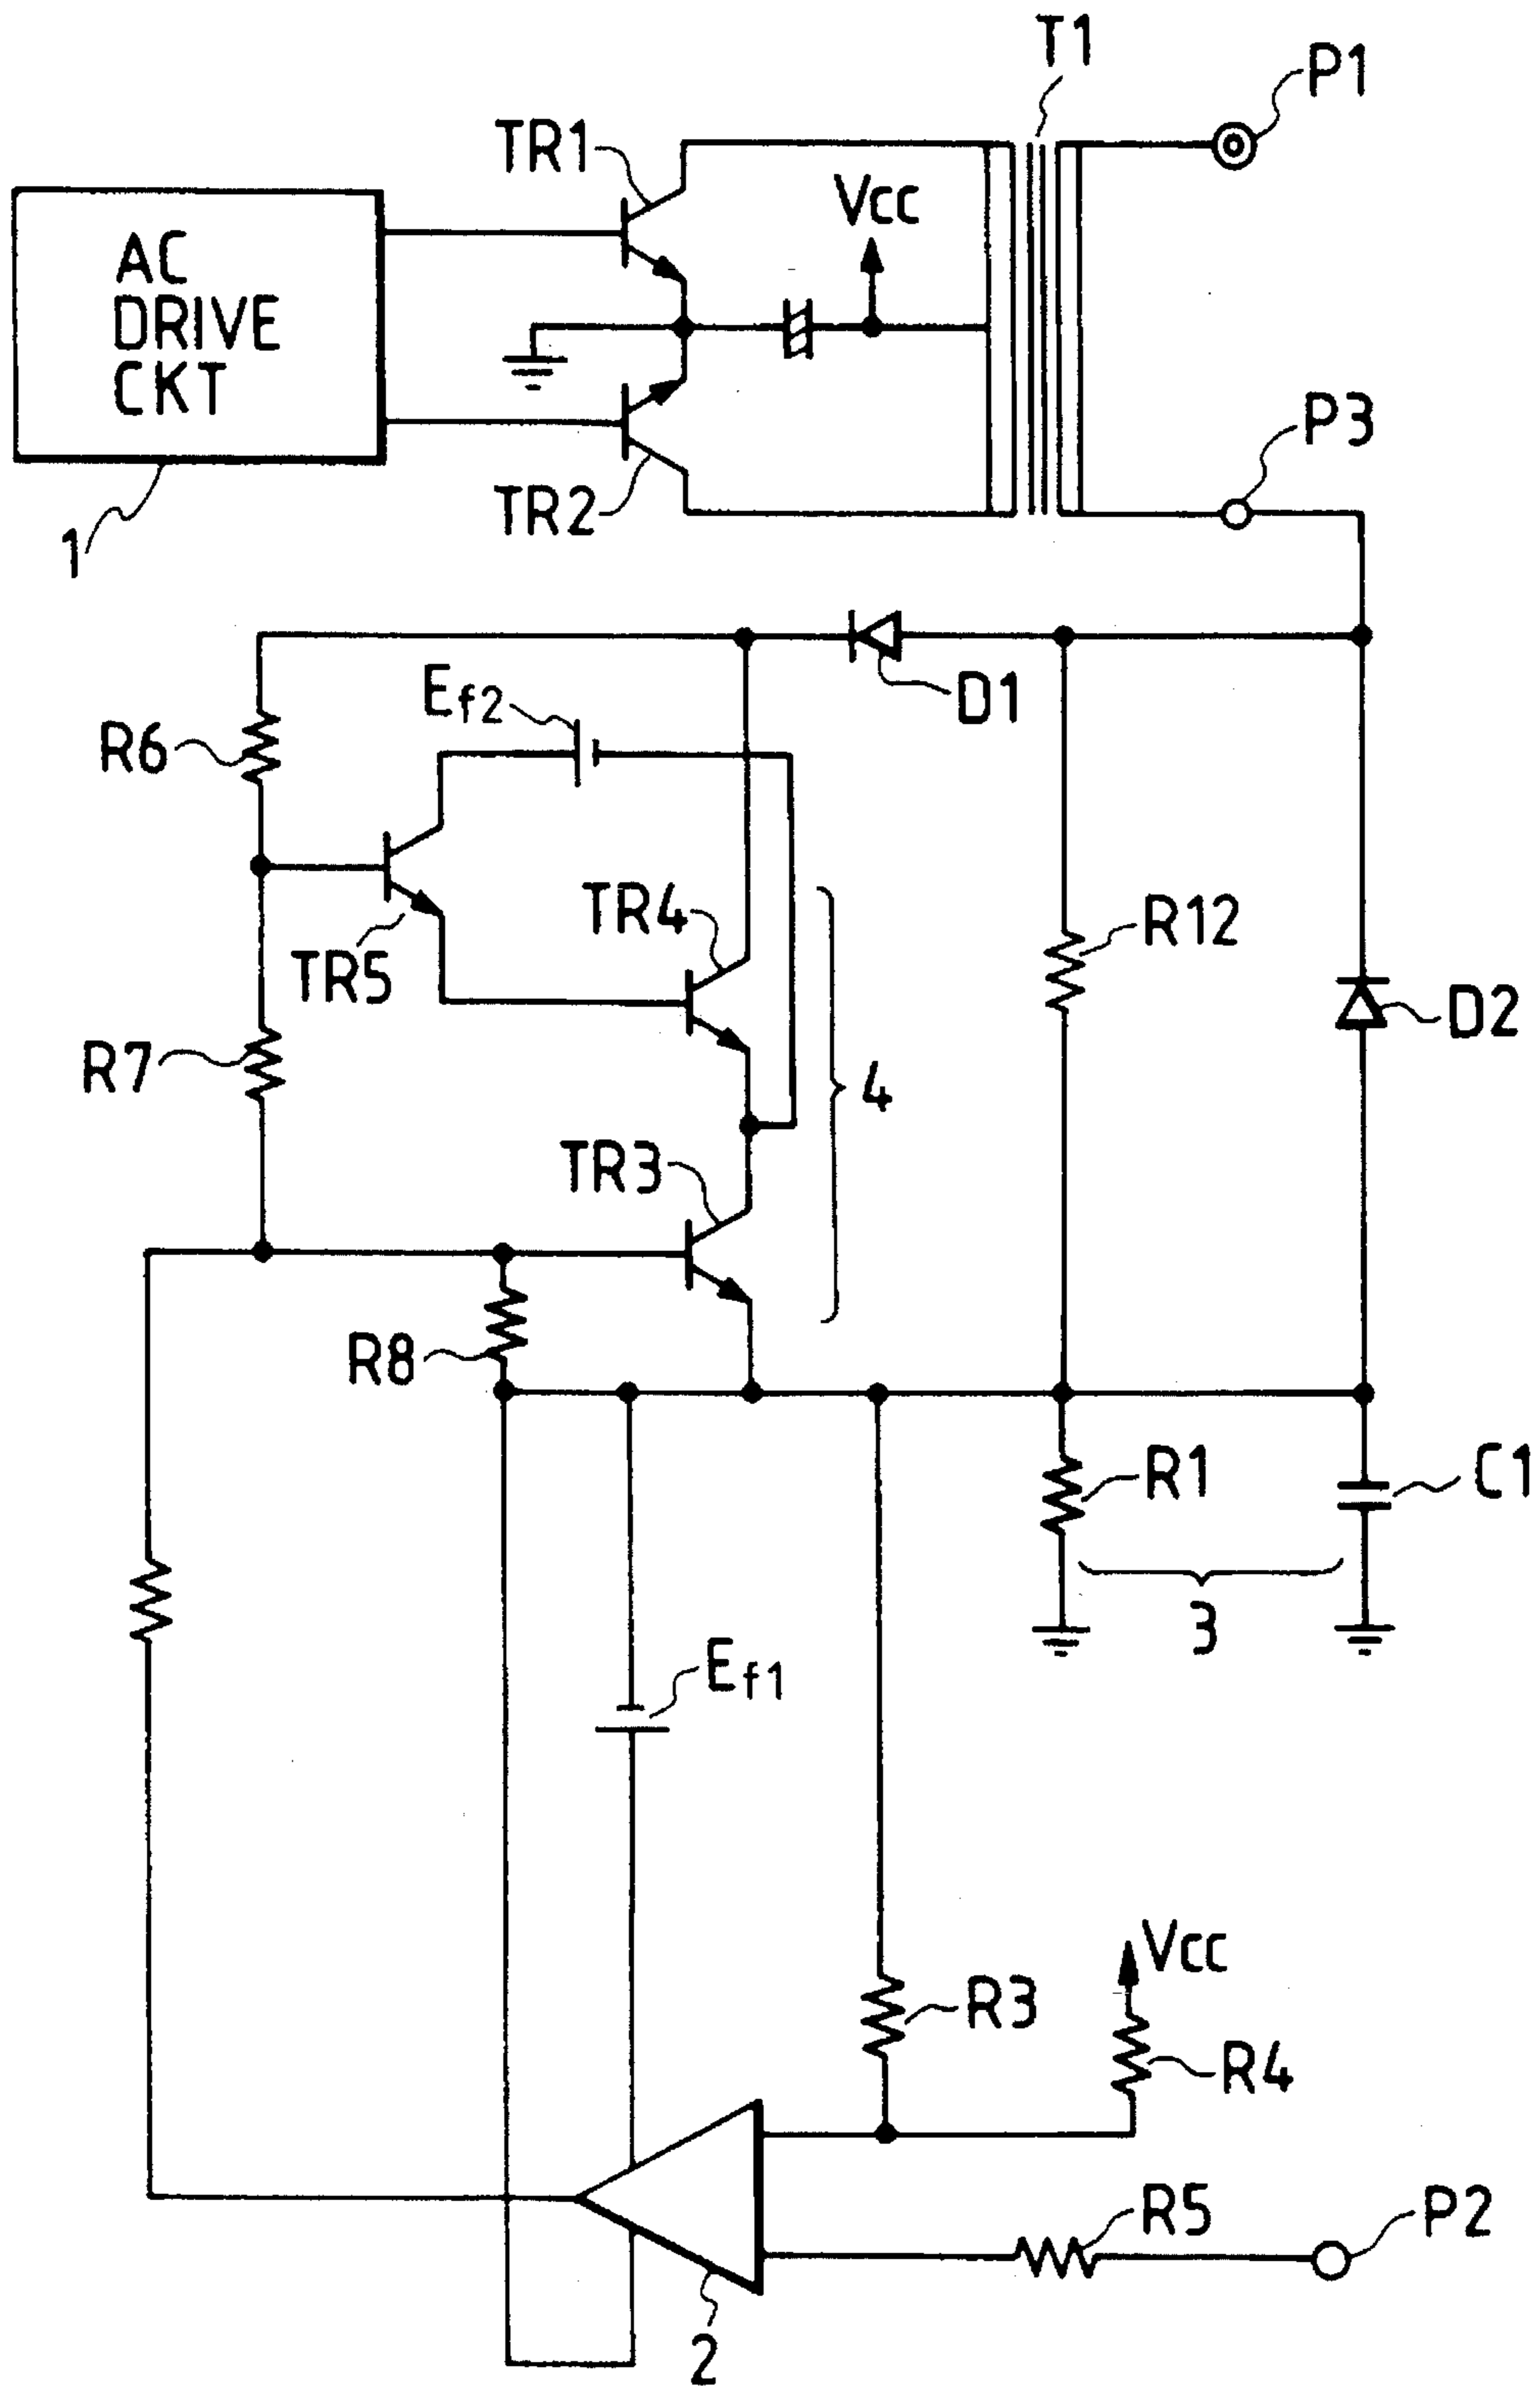 T1
P1
TR1
Vcc
AC
DRIVE
CKT
P3
TR2
1
D1
Ef2
R6
TR4
R12
TR5
D2
R7
4
TR3
R8
R1
C1
3
Ef1
Vcc
R3
R4
R5
P2
2